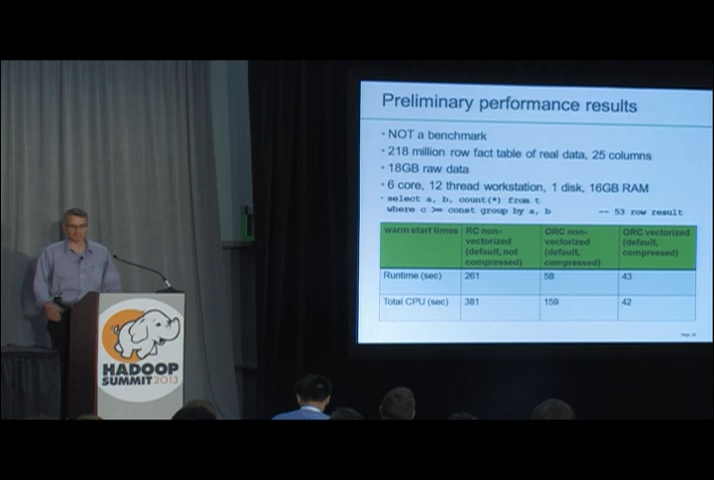 Preliminary performance results
• NOT a benchmark
• 218 million row fact table of real data, 25 columns
• 18GB raw data
• 6 core, 12 thread workstation, 1 disk, 16GB RAM
• select a, b, count(*) from t
where c >= const group by a, b -- 53 row result
warm start times RC non- ORC non- ORC vectorized
vectorized vectorized (default,
(default, not (default, compressed)
compressed) compressed)
Runtime (sec) 261 58 43
Total CPU (sec) 381 159 42
HADOOP
SUMMIT 2013